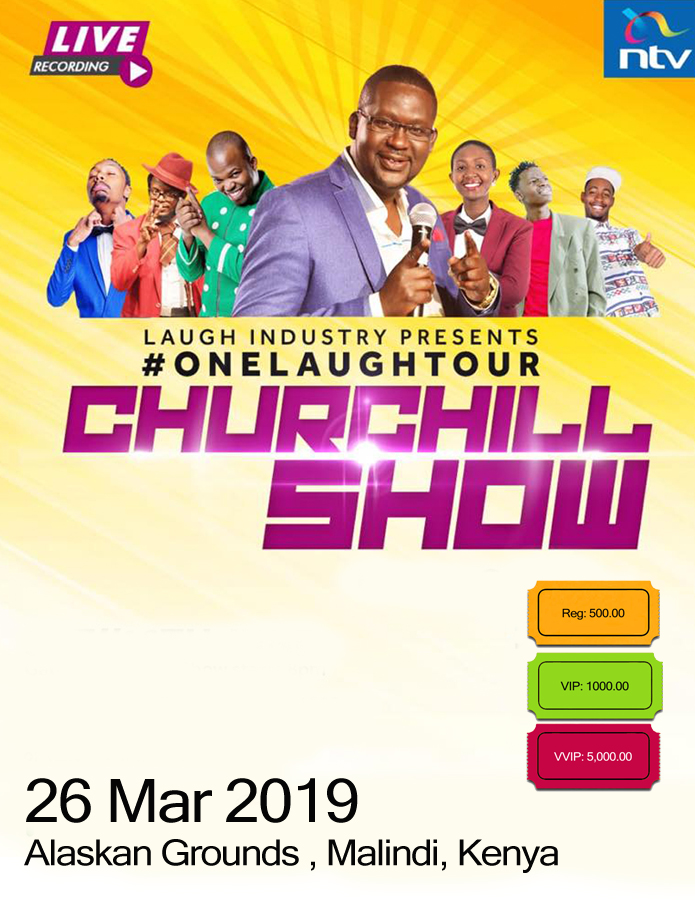 LIVE
RECORDING
ntv
LAUGH INDUSTRY PRESENTS
#ONELAUGHTOUR
CHURCHILL
SHOW
Reg: 500.00
VIP: 1000.00
VVIP: 5,000.00
26 Mar 2019
Alaskan Grounds , Malindi, Kenya